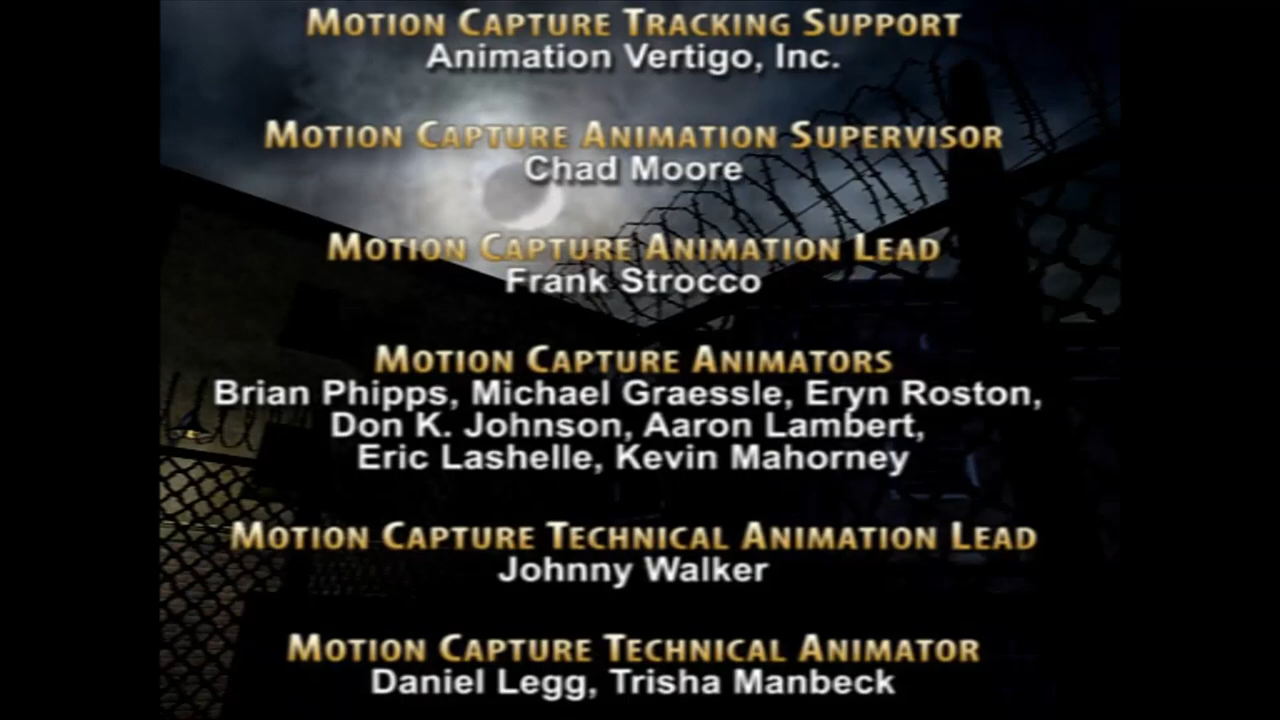 MOTION CAPTURE TRACKING SUPPORT
Animation Vertigo, Inc.
MOTION CAPTURE ANIMATION SUPERVISOR
Chad Moore
MOTION CAPTURE ANIMATION LEAD
Frank Strocco
MOTION CAPTURE ANIMATORS
Brian Phipps, Michael Graessle, Eryn Roston,
Don K. Johnson, Aaron Lambert,
Eric Lashelle, Kevin Mahorney
MOTION CAPTURE TECHNICAL ANIMATION LEAD
Johnny Walker
MOTION CAPTURE TECHNICAL ANIMATOR
Daniel Legg, Trisha Manbeck